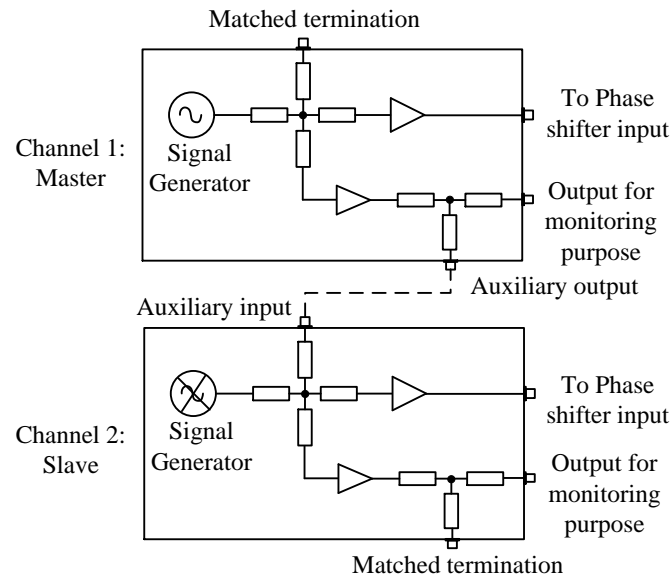 Matched termination
Channel 1:
Master
Signal
Generator
To Phase
shifter input
Output for
monitoring
purpose
Auxiliary output
Auxiliary input
Channel 2:
Slave
Signal
Generator
To Phase
shifter input
Output for
monitoring
purpose
Matched termination